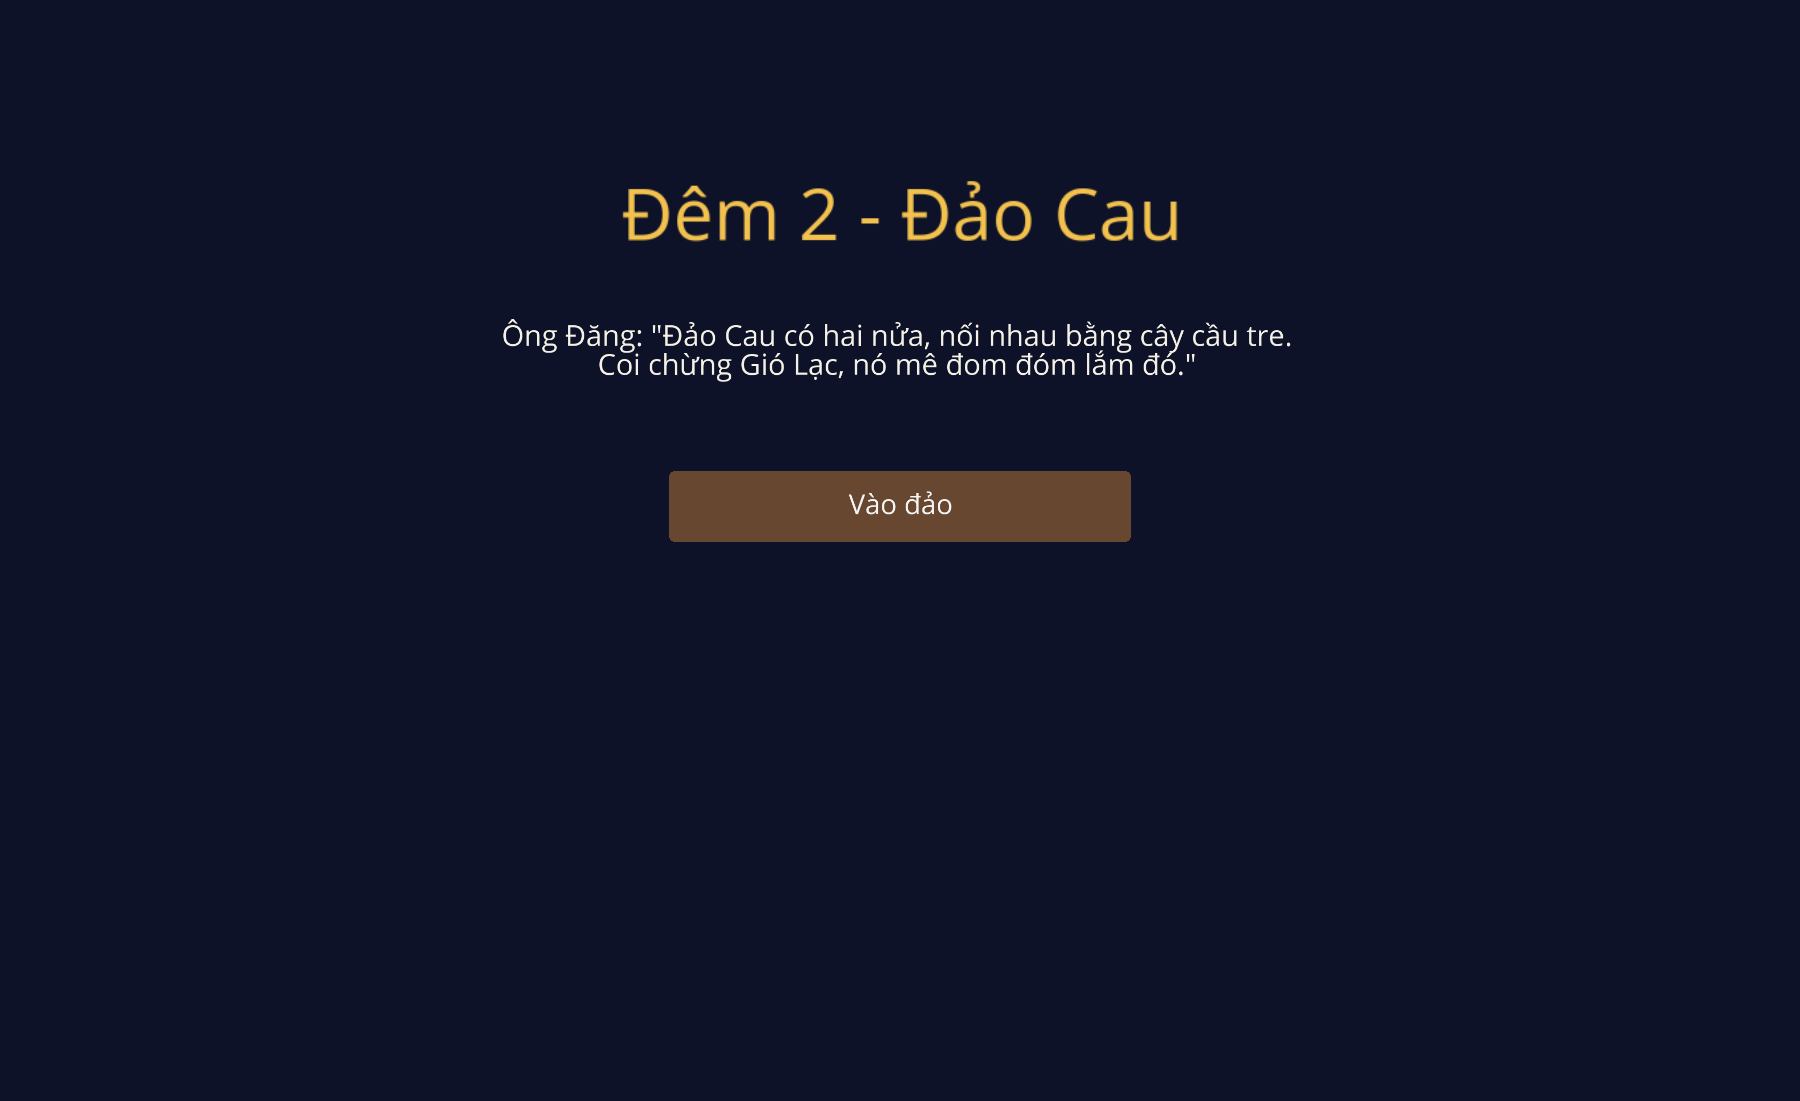 Đêm 2 - Đảo Cau
Ông Đăng: "Đảo Cau có hai nửa, nối nhau bằng cây cầu tre.
Coi chừng Gió Lạc, nó mê đom đóm lắm đó."
Vào đảo